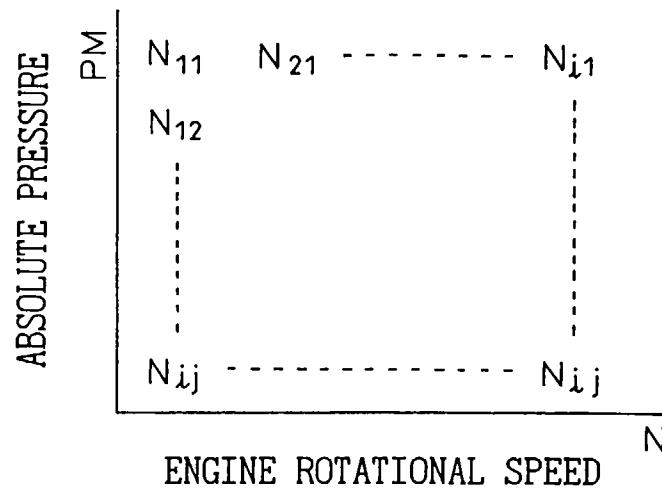 ABSOLUTE PRESSURE
PM
N11 N21 Ni1
N12
Nij Nij
N
ENGINE ROTATIONAL SPEED